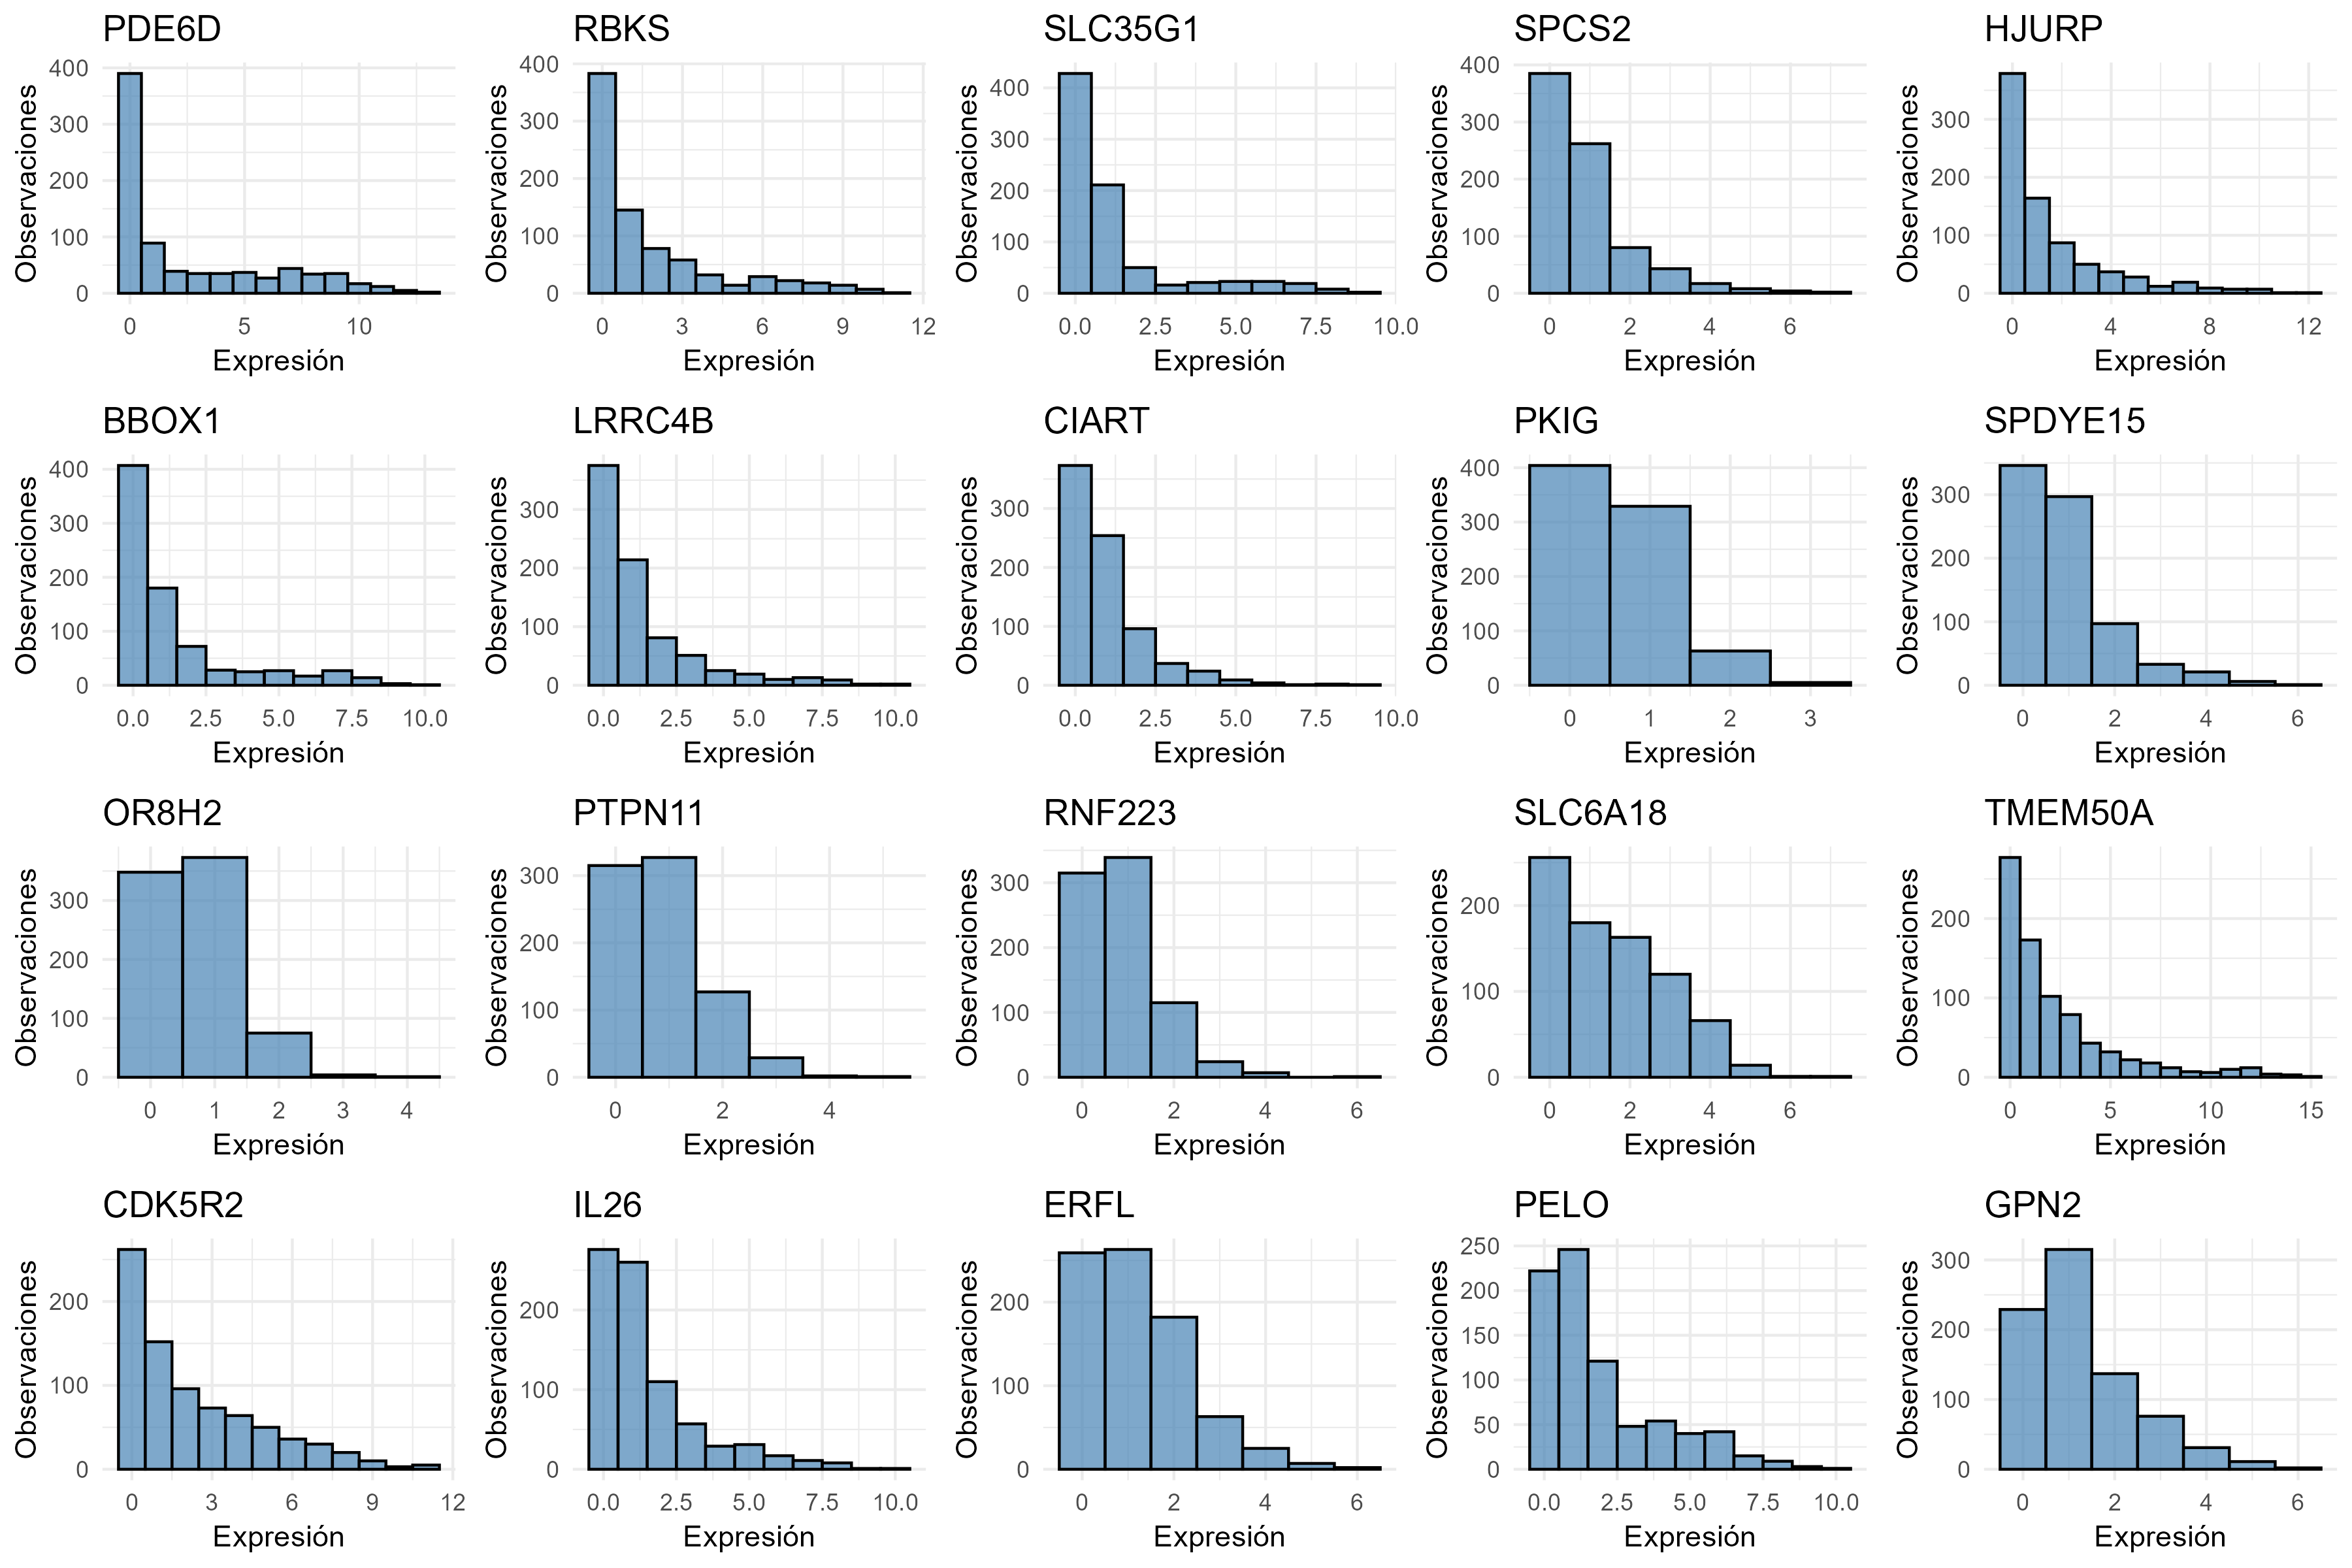 PDE6D RBKS SLC35G1 SPCS2 HJURP
Observaciones Observaciones Observaciones Observaciones Observaciones
400 400 400 400
300 300 300 300 300
200 200 200 200 200
100 100 100 100 100
0 0 0 0 0
0 5 10 0 3 6 9 12 0.0 2.5 5.0 7.5 10.0 0 2 4 6 0 4 8 12
Expresión Expresión Expresión Expresión Expresión
BBOX1 LRRC4B CIART PKIG SPDYE15
Observaciones Observaciones Observaciones Observaciones Observaciones
400 400
300 300 300 300 300
200 200 200 200 200
100 100 100 100 100
0 0 0 0 0
0.0 2.5 5.0 7.5 10.0 0.0 2.5 5.0 7.5 10.0 0.0 2.5 5.0 7.5 10.0 0 1 2 3 0 2 4 6
Expresión Expresión Expresión Expresión Expresión
OR8H2 PTPN11 RNF223 SLC6A18 TMEM50A
Observaciones Observaciones Observaciones Observaciones Observaciones
300 300 300
200 200 200 200 200
100 100 100 100 100
0 0 0 0 0
0 1 2 3 4 0 2 4 0 2 4 6 0 2 4 6 0 5 10 15
Expresión Expresión Expresión Expresión Expresión
CDK5R2 IL26 ERFL PELO GPN2
Observaciones Observaciones Observaciones Observaciones Observaciones
250 300
200 200 200 200 200
150
100 100 100 100 100
50
0 0 0 0 0
0 3 6 9 12 0.0 2.5 5.0 7.5 10.0 0 2 4 6 0.0 2.5 5.0 7.5 10.0 0 2 4 6
Expresión Expresión Expresión Expresión Expresión